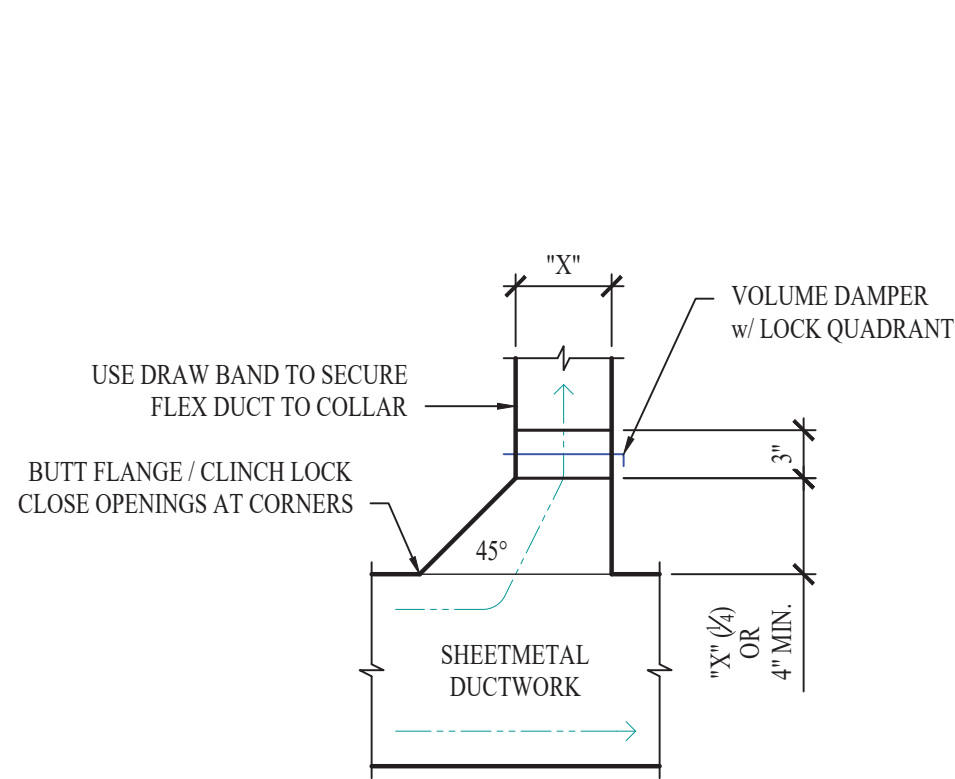 "X"
VOLUME DAMPER
w/ LOCK QUADRANT
USE DRAW BAND TO SECURE
FLEX DUCT TO COLLAR
3"
BUTT FLANGE / CLINCH LOCK
CLOSE OPENINGS AT CORNERS
45°
"X" (1/4)
OR
4" MIN.
SHEETMETAL
DUCTWORK